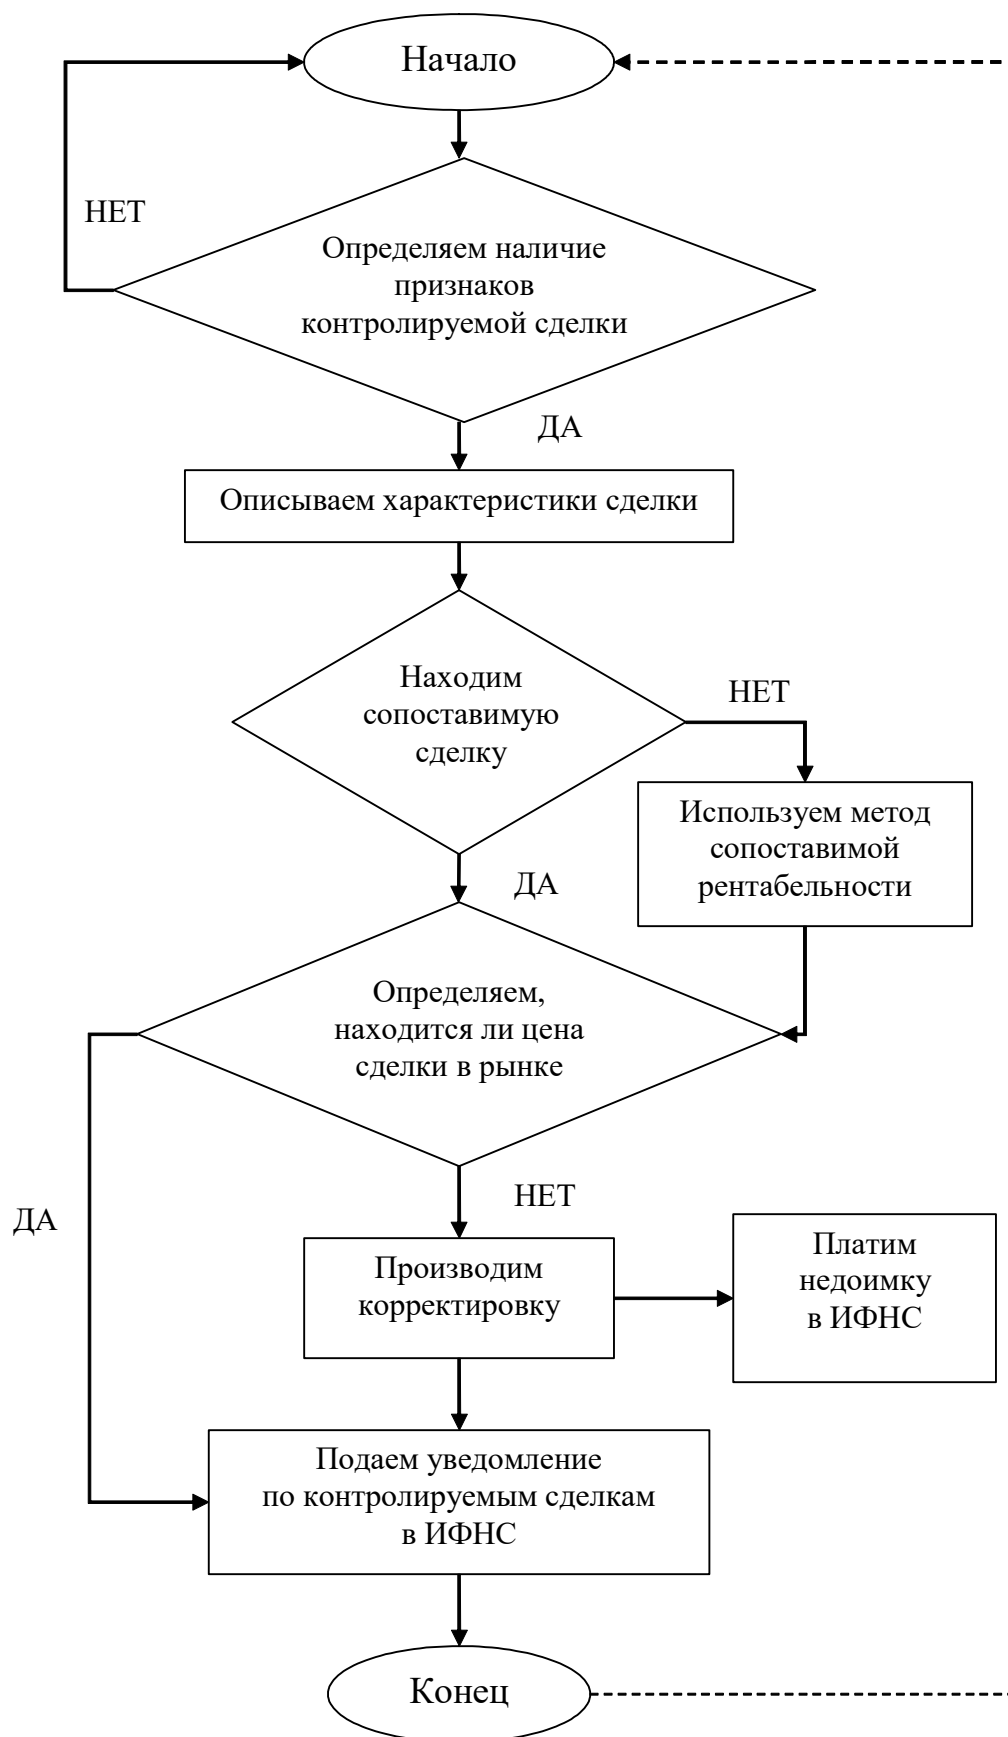 Начало
НЕТ
Определяем наличие
признаков
контролируемой сделки
ДА
Описываем характеристики сделки
Находим
сопоставимую
сделку
НЕТ
Используем метод
сопоставимой
рентабельности
ДА
Определяем,
находится ли цена
сделки в рынке
НЕТ
ДА
Производим
корректировку
Платим
недоимку
в ИФНС
Подаем уведомление
по контролируемым сделкам
в ИФНС
Конец